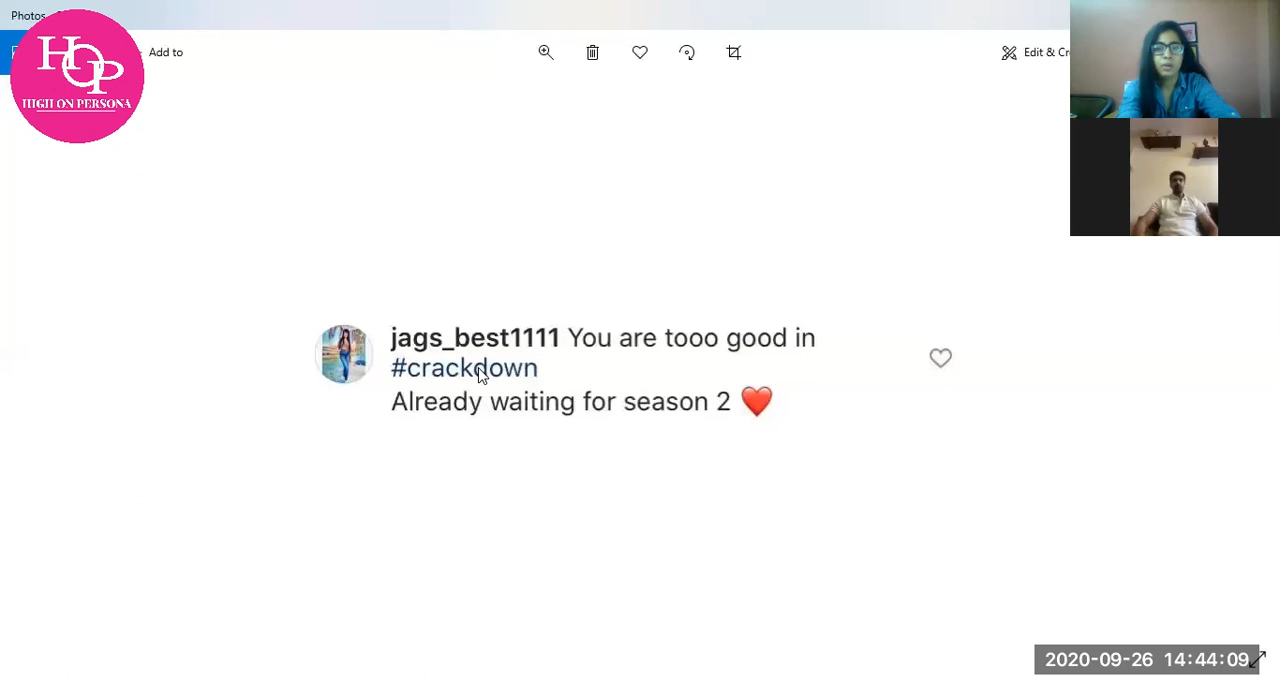 Photos
HOP
HIGH ON PERSONA
Add to
Edit & Cr
jags_best1111 You are tooo good in
#crackdown
Already waiting for season 2 ❤️
2020-09-26 14:44:09